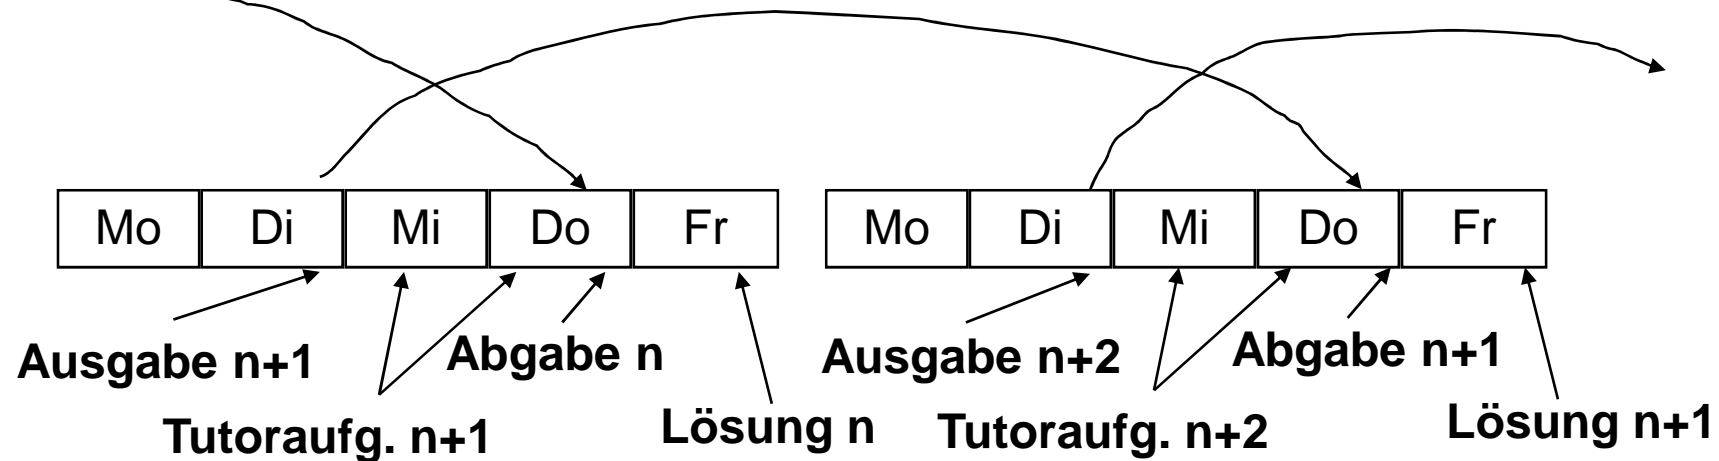 Mo Di Mi Do Fr Mo Di Mi Do Fr
Ausgabe n+1 Abgabe n Ausgabe n+2 Abgabe n+1
Tutoraufg. n+1 Lösung n Tutoraufg. n+2 Lösung n+1